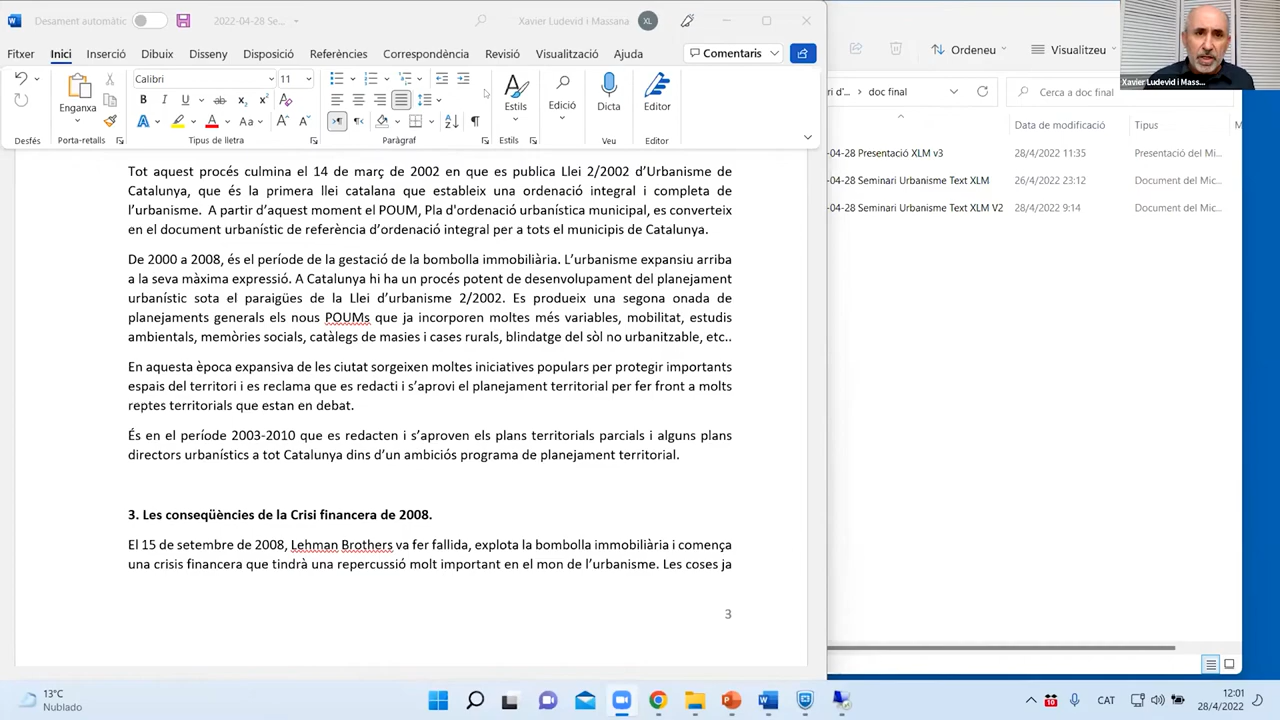 Desament automàtic
2022-04-28 Se...
Xavier Ludevid i Massana
XL
Fitxer Inici Inserció Dibuix Disseny Disposició Referències Correspondència Revisió Visualització Ajuda Comentaris
Calibri 11
Enganxa Estils Edició Dicta Editor
Desfés Porta-retalls Tipus de lletra Paràgraf Estils Veu Editor
Tot aquest procés culmina el 14 de març de 2002 en que es publica Llei 2/2002 d'Urbanisme de
Catalunya, que és la primera llei catalana que estableix una ordenació integral i completa de
l'urbanisme. A partir d'aquest moment el POUM, Pla d'ordenació urbanística municipal, es converteix
en el document urbanístic de referència d'ordenació integral per a tots el municipis de Catalunya.
De 2000 a 2008, és el període de la gestació de la bombolla immobiliària. L'urbanisme expansiu arriba
a la seva màxima expressió. A Catalunya hi ha un procés potent de desenvolupament del planejament
urbanístic sota el paraigües de la Llei d'urbanisme 2/2002. Es produeix una segona onada de
planejaments generals els nous POUMs que ja incorporen moltes més variables, mobilitat, estudis
ambientals, memòries socials, catàlegs de masies i cases rurals, blindatge del sòl no urbanitzable, etc..
En aquesta època expansiva de les ciutat sorgeixen moltes iniciatives populars per protegir importants
espais del territori i es reclama que es redacti i s'aprovi el planejament territorial per fer front a molts
reptes territorials que estan en debat.
És en el període 2003-2010 que es redacten i s'aproven els plans territorials parcials i alguns plans
directors urbanístics a tot Catalunya dins d'un ambiciós programa de planejament territorial.
3. Les conseqüències de la Crisi financera de 2008.
El 15 de setembre de 2008, Lehman Brothers va fer fallida, explota la bombolla immobiliària i comença
una crisis financera que tindrà una repercussió molt important en el mon de l'urbanisme. Les coses ja
3
Ordeneu Visualitzeu
ri d'... doc final
Cerca a doc final
Data de modificació Tipus M
-04-28 Presentació XLM v3 28/4/2022 11:35 Presentació del Mi...
-04-28 Seminari Urbanisme Text XLM 26/4/2022 23:12 Document del Mic...
-04-28 Seminari Urbanisme Text XLM V2 28/4/2022 9:14 Document del Mic...
Xavier Ludevid i Mass...
13°C
Nublado
10
CAT
12:01
28/4/2022